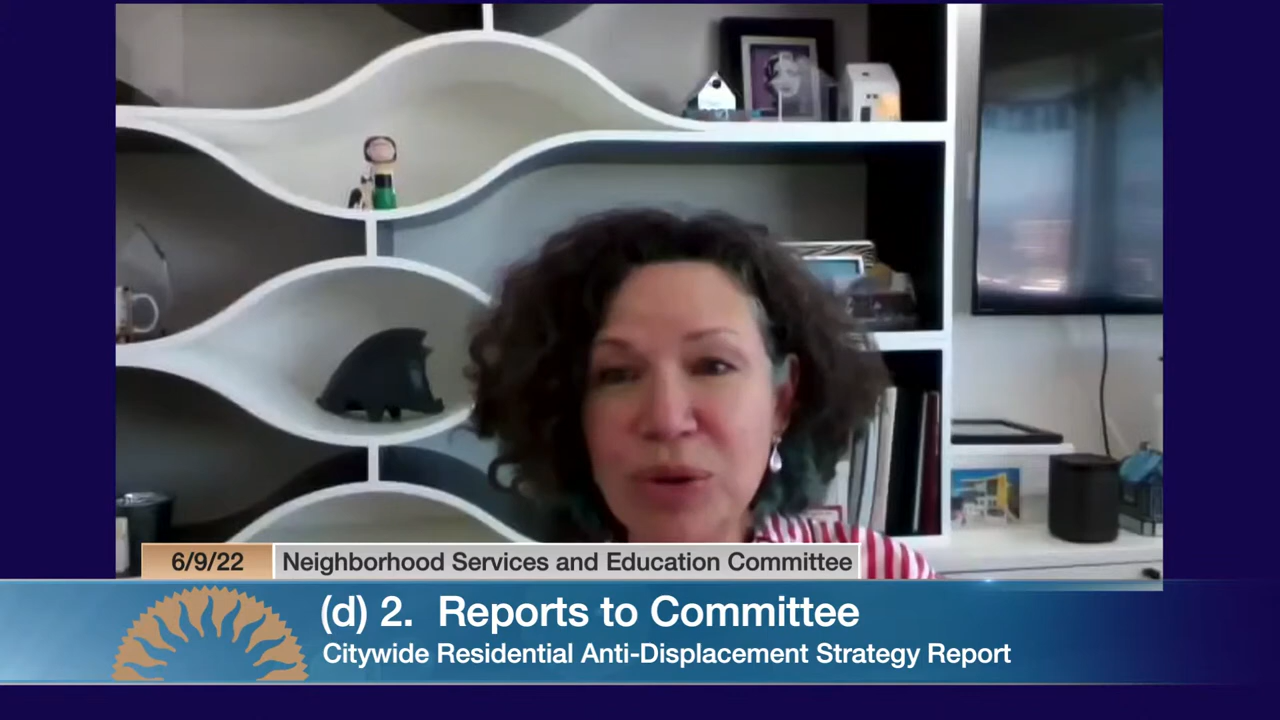 6/9/22
Neighborhood Services and Education Committee
(d) 2. Reports to Committee
Citywide Residential Anti-Displacement Strategy Report